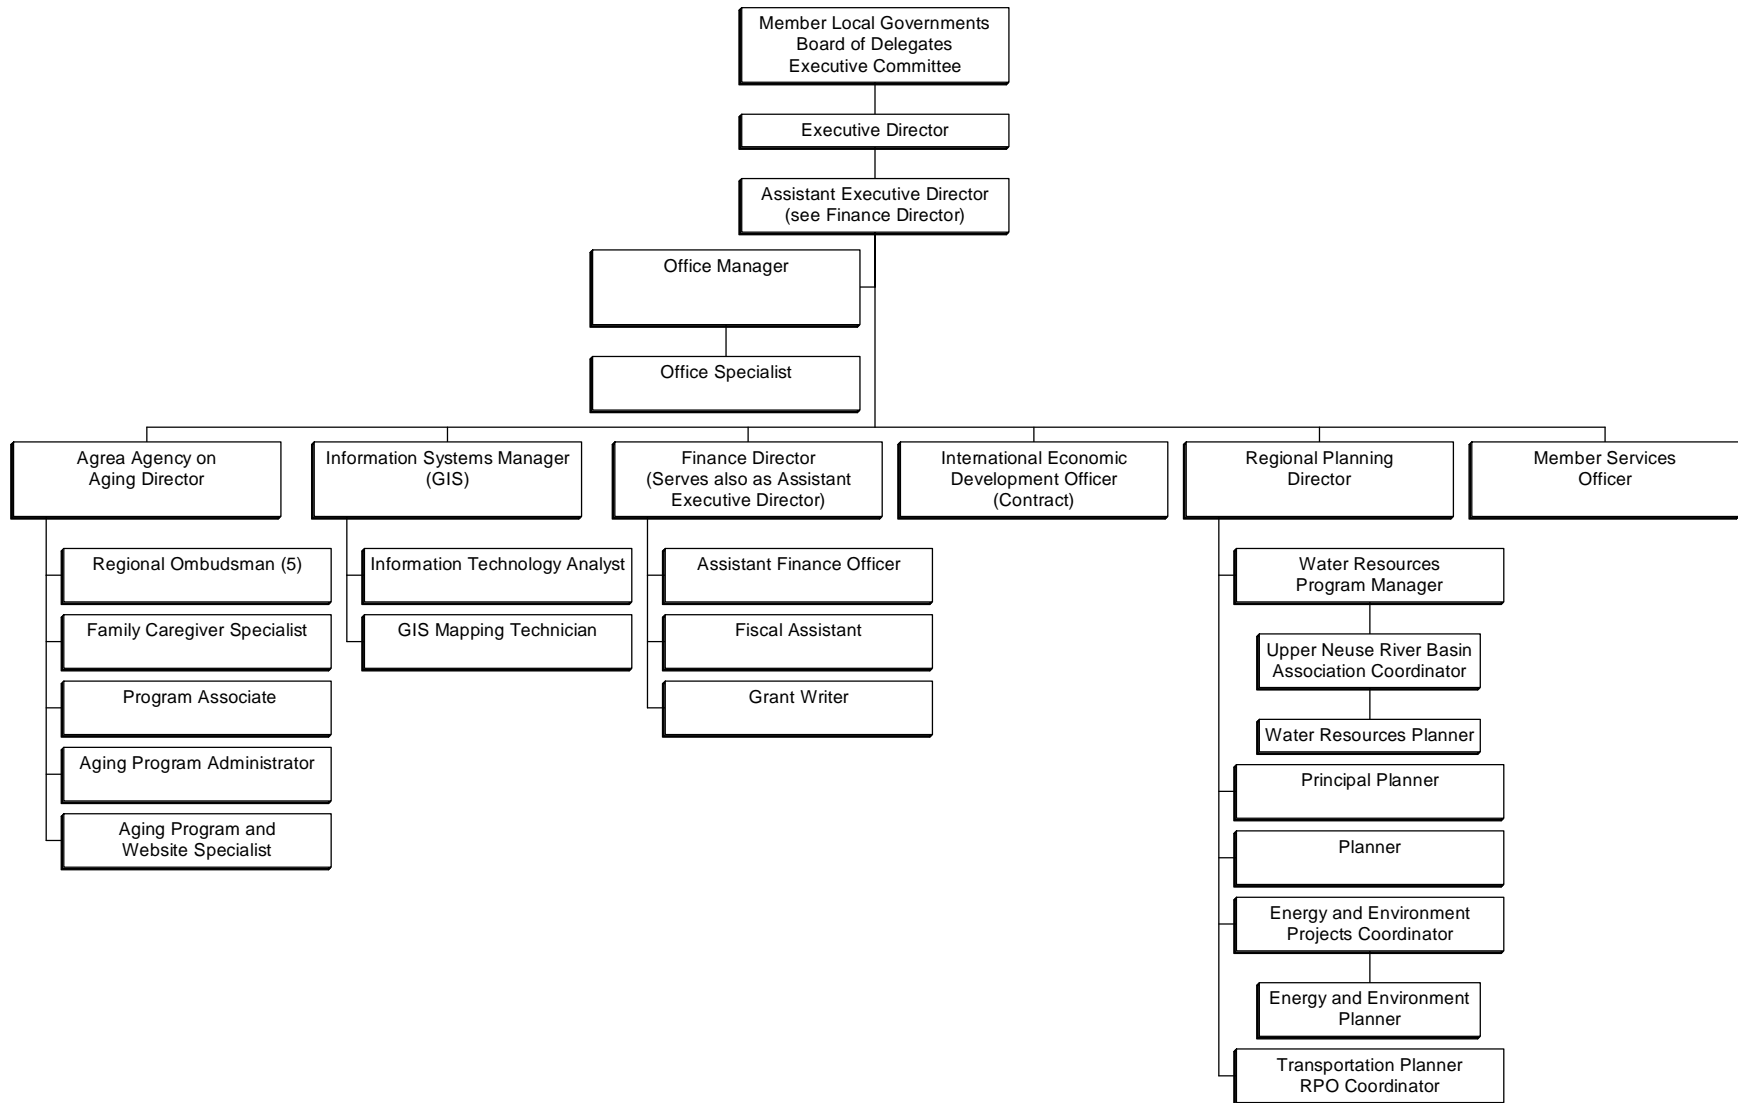 Member Local Governments
Board of Delegates
Executive Committee
Executive Director
Assistant Executive Director
(see Finance Director)
Office Manager
Office Specialist
Agrea Agency on
Aging Director
Information Systems Manager
(GIS)
Finance Director
(Serves also as Assistant
Executive Director)
International Economic
Development Officer
(Contract)
Regional Planning
Director
Member Services
Officer
Regional Ombudsman (5)
Family Caregiver Specialist
Program Associate
Aging Program Administrator
Aging Program and
Website Specialist
Information Technology Analyst
GIS Mapping Technician
Assistant Finance Officer
Fiscal Assistant
Grant Writer
Water Resources
Program Manager
Upper Neuse River Basin
Association Coordinator
Water Resources Planner
Principal Planner
Planner
Energy and Environment
Projects Coordinator
Energy and Environment
Planner
Transportation Planner
RPO Coordinator